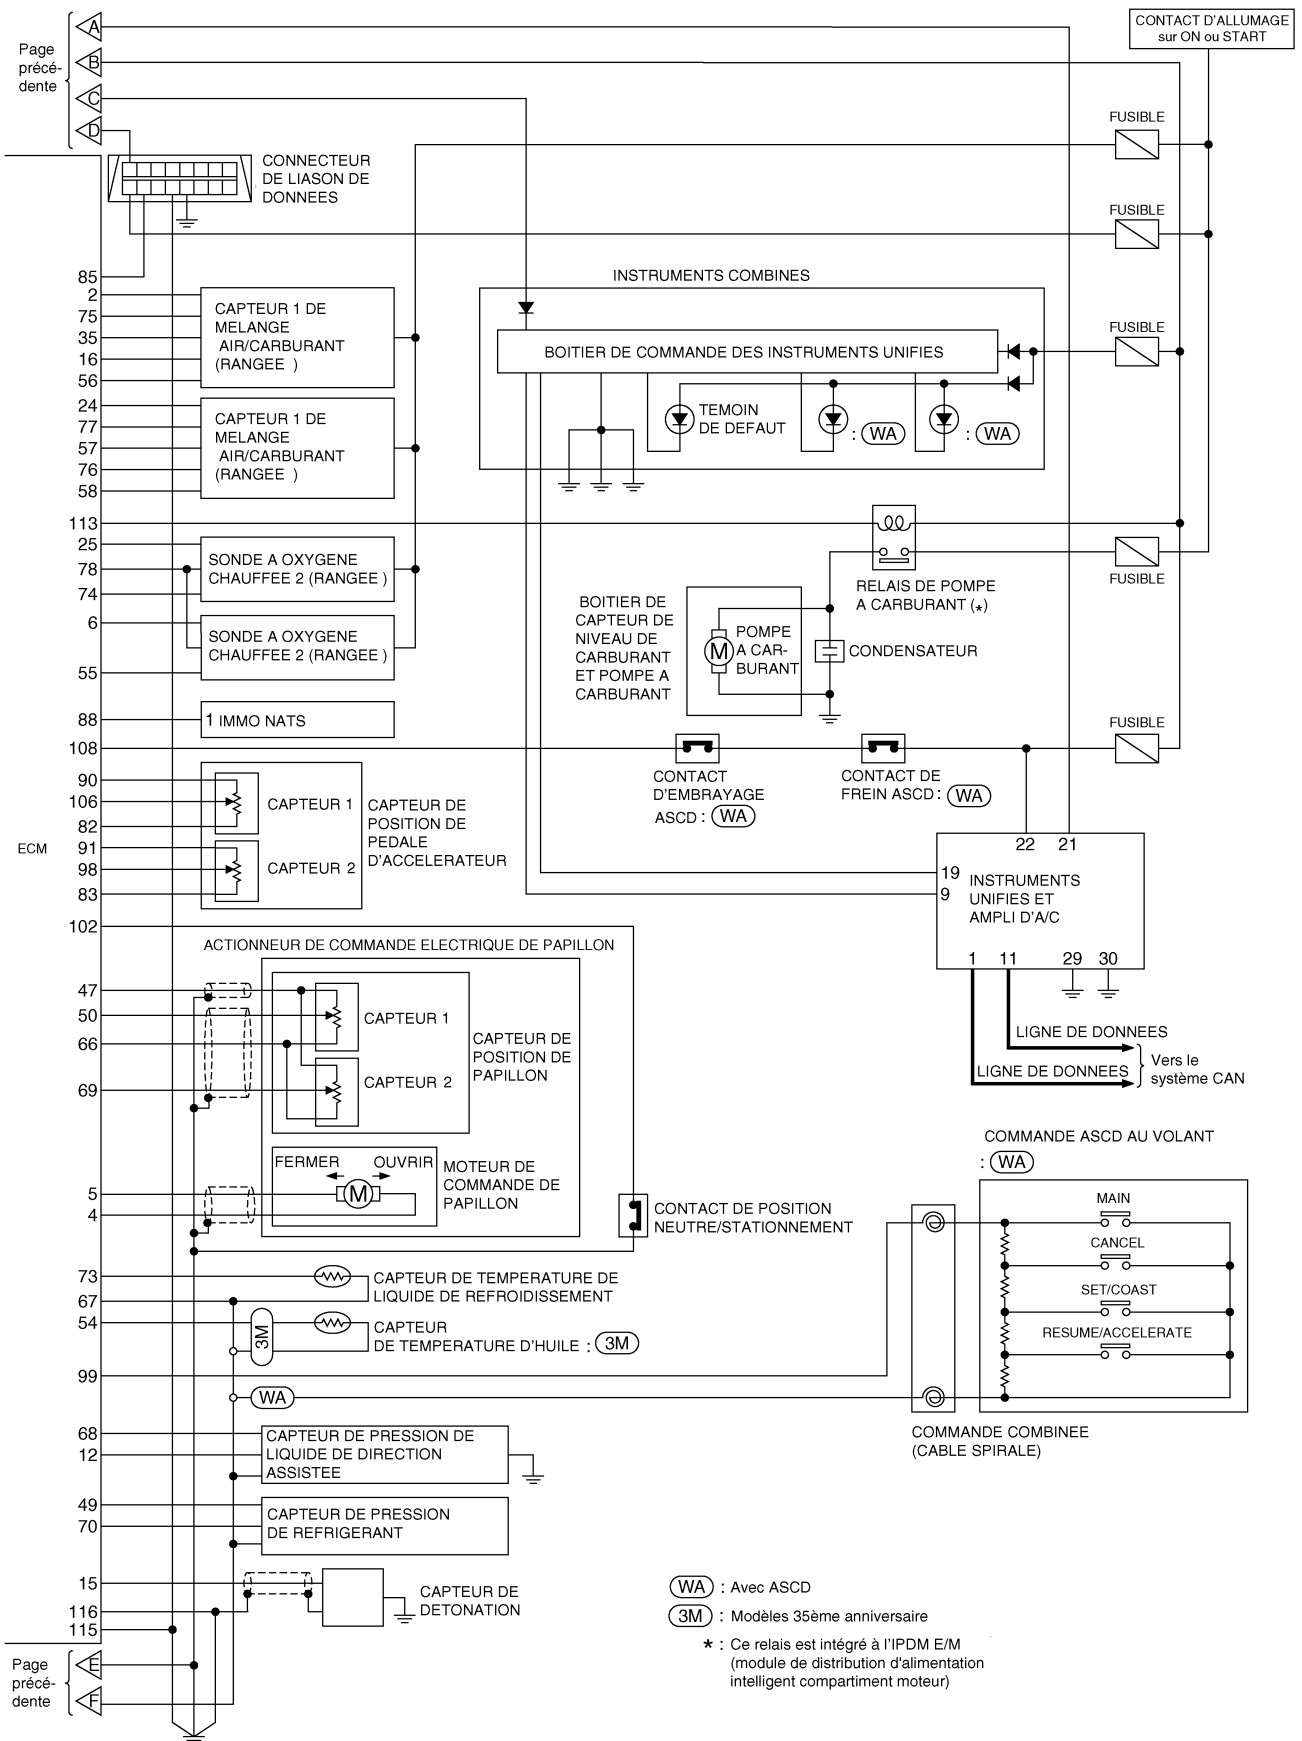 CONTACT D'ALLUMAGE
sur ON ou START
A
B
C
D
Page
précé-
dente
FUSIBLE
CONNECTEUR
DE LIASON DE
DONNEES
FUSIBLE
85
INSTRUMENTS COMBINES
2
75
35
16
56
CAPTEUR 1 DE
MELANGE
AIR/CARBURANT
(RANGEE )
FUSIBLE
BOITIER DE COMMANDE DES INSTRUMENTS UNIFIES
24
77
57
76
58
CAPTEUR 1 DE
MELANGE
AIR/CARBURANT
(RANGEE )
TEMOIN
DE DEFAUT
: WA
: WA
113
25
78
74
SONDE A OXYGENE
CHAUFFEE 2 (RANGEE )
FUSIBLE
RELAIS DE POMPE
A CARBURANT (*)
6
55
SONDE A OXYGENE
CHAUFFEE 2 (RANGEE )
BOITIER DE
CAPTEUR DE
NIVEAU DE
CARBURANT
ET POMPE A
CARBURANT
M
POMPE
A CAR-
BURANT
CONDENSATEUR
88
1 IMMO NATS
108
FUSIBLE
CONTACT
D'EMBRAYAGE
ASCD : WA
CONTACT DE
FREIN ASCD : WA
90
106
82
CAPTEUR 1
ECM
91
98
83
CAPTEUR 2
CAPTEUR DE
POSITION DE
PEDALE
D'ACCELERATEUR
22 21
19
9
INSTRUMENTS
UNIFIES ET
AMPLI D'A/C
1 11 29 30
LIGNE DE DONNEES
LIGNE DE DONNEES
Vers le
système CAN
102
ACTIONNEUR DE COMMANDE ELECTRIQUE DE PAPILLON
47
50
66
69
CAPTEUR 1
CAPTEUR 2
CAPTEUR DE
POSITION DE
PAPILLON
5
4
FERMER OUVRIR
M
MOTEUR DE
COMMANDE DE
PAPILLON
CONTACT DE POSITION
NEUTRE/STATIONNEMENT
COMMANDE ASCD AU VOLANT
: WA
MAIN
CANCEL
SET/COAST
RESUME/ACCELERATE
73
67
CAPTEUR DE TEMPERATURE DE
LIQUIDE DE REFROIDISSEMENT
54
3M
CAPTEUR
DE TEMPERATURE D'HUILE : 3M
99
WA
COMMANDE COMBINEE
(CABLE SPIRALE)
68
12
CAPTEUR DE PRESSION DE
LIQUIDE DE DIRECTION
ASSISTEE
49
70
CAPTEUR DE PRESSION
DE REFRIGERANT
15
116
115
CAPTEUR DE
DETONATION
WA : Avec ASCD
3M : Modèles 35ème anniversaire
* : Ce relais est intégré à l'IPDM E/M
(module de distribution d'alimentation
intelligent compartiment moteur)
Page
précé-
dente
E
F